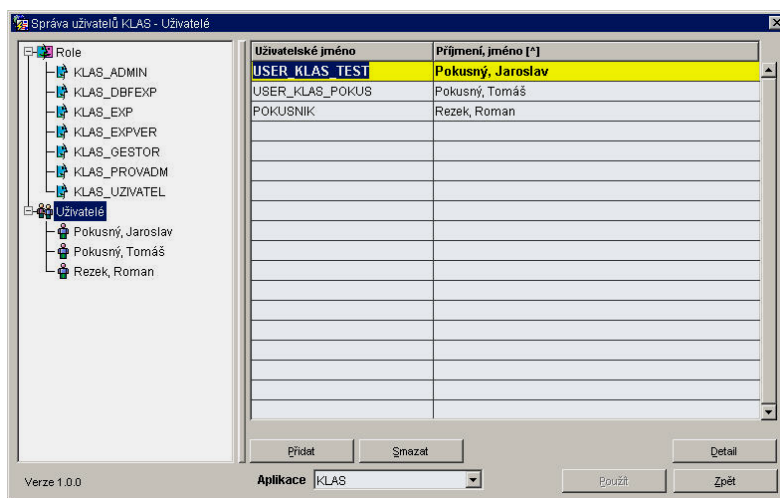 Správa uživatelů KLAS - Uživatelé
Role
KLAS_ADMIN
KLAS_DBFEXP
KLAS_EXP
KLAS_EXPVER
KLAS_GESTOR
KLAS_PROVADM
KLAS_UZIVATEL
Uživatelé
Pokusný, Jaroslav
Pokusný, Tomáš
Rezek, Roman
Uživatelské jméno Příjmení, jméno [^]
USER_KLAS_TEST Pokusný, Jaroslav
USER_KLAS_POKUS Pokusný, Tomáš
POKUSNIK Rezek, Roman
Přidat Smazat Detail
Verze 1.0.0 Aplikace KLAS Použít Zpět